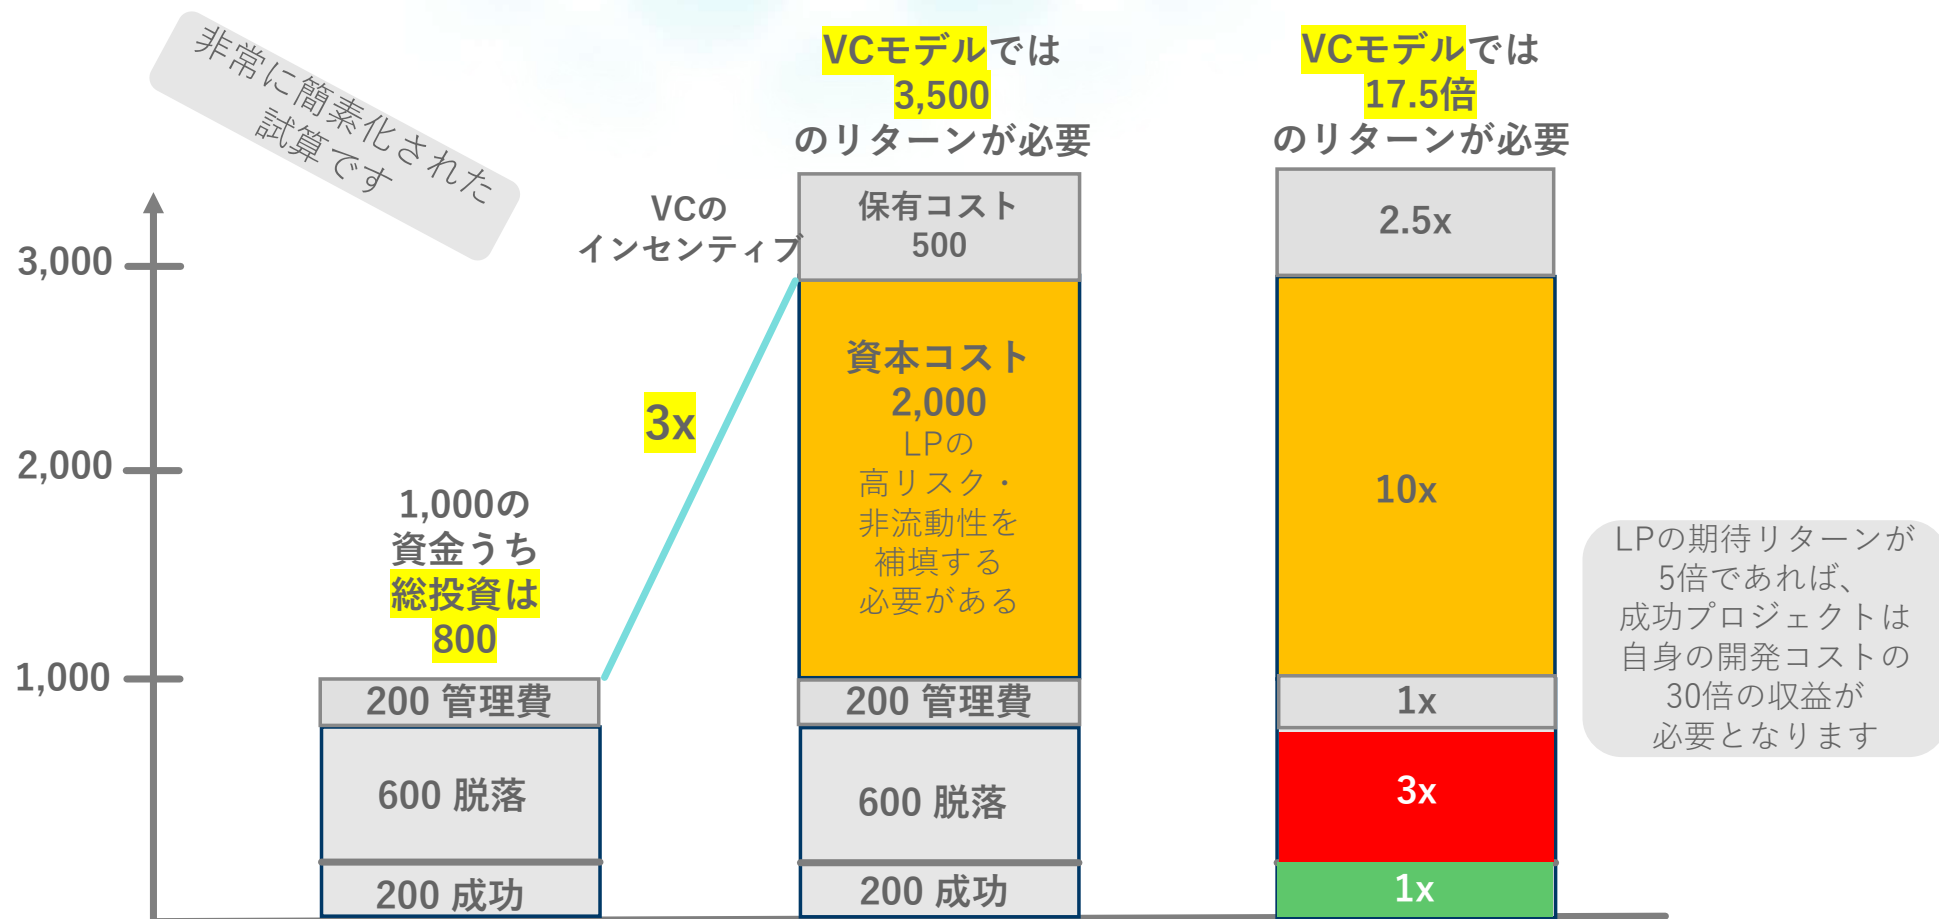 非常に簡素化された
試算です
3,000
2,000
1,000
1,000の
資金うち
総投資は
800
200 管理費
600 脱落
200 成功
VCの
インセンティブ
3x
VCモデルでは
3,500
のリターンが必要
保有コスト
500
資本コスト
2,000
LPの
高リスク・
非流動性を
補填する
必要がある
200 管理費
600 脱落
200 成功
VCモデルでは
17.5倍
のリターンが必要
2.5x
10x
1x
3x
1x
LPの期待リターンが
5倍であれば、
成功プロジェクトは
自身の開発コストの
30倍の収益が
必要となります